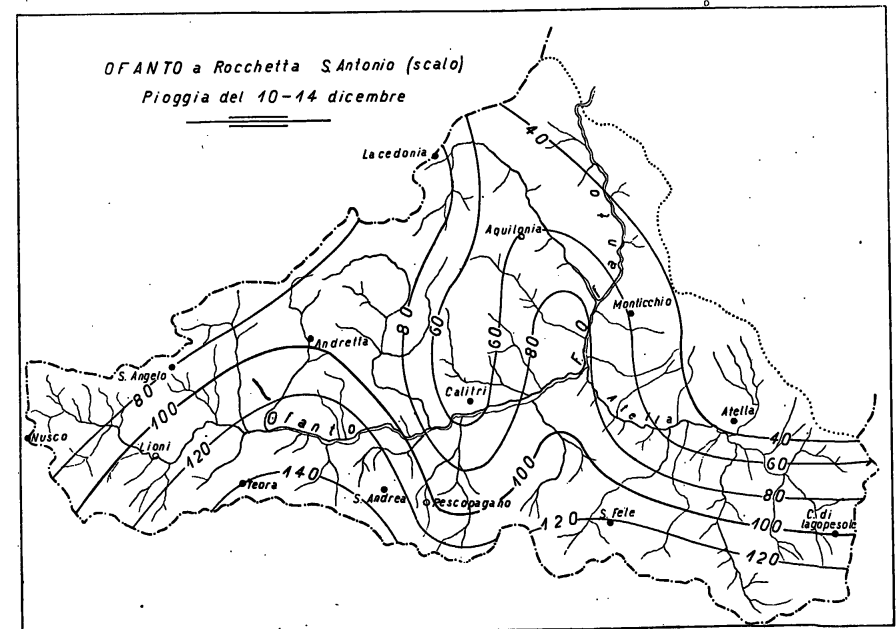 OFANTO a Rocchetta S. Antonio (scalo)
Pioggia del 10-14 dicembre
Lacedonia
40
Aquilonia
Ofanto
Monticchio
80
60
60
80
F. O
Andretta
S. Angelo
80
100
Calitri
Atella
Atella
Ofanto
Nusco
Lioni
120
40
60
80
100
Teora
140
S. Andrea
Pescopagano
100
120
S. Fele
C. di
lagopesole
120